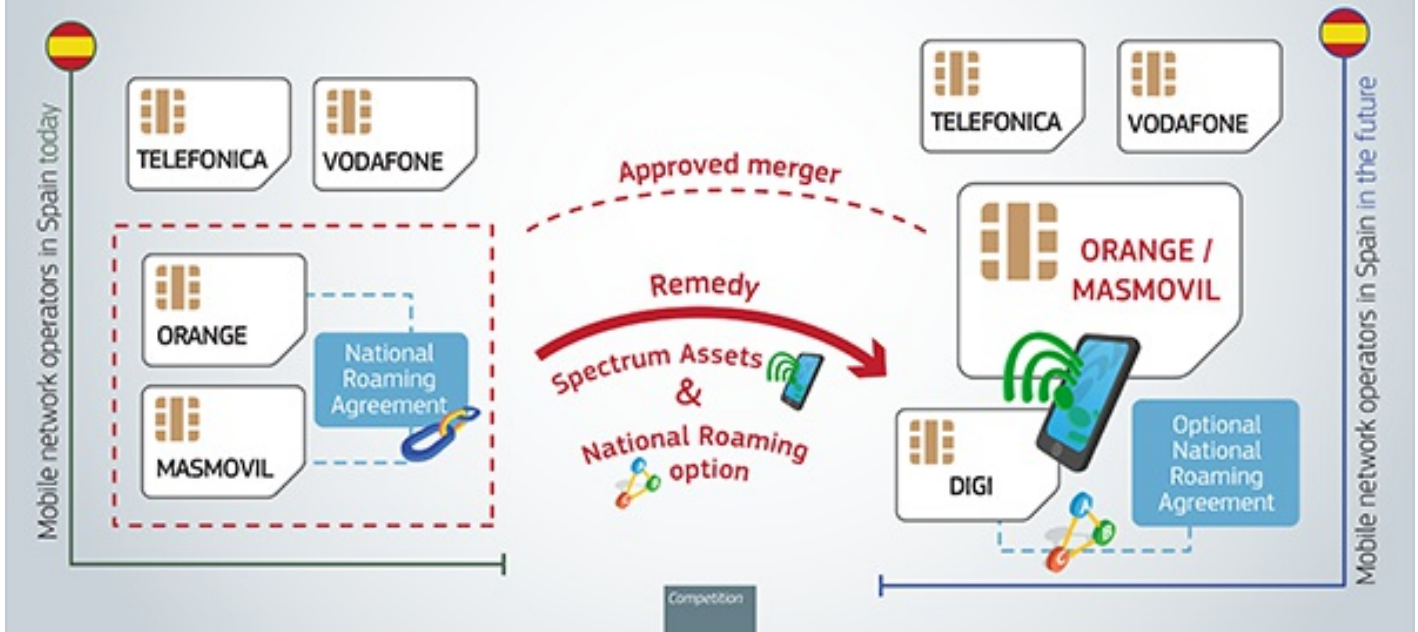 Mobile network operators in Spain today
TELEFONICA
VODAFONE
ORANGE
MASMOVIL
National
Roaming
Agreement
Approved merger
Remedy
Spectrum Assets
&
National Roaming
option
TELEFONICA
VODAFONE
ORANGE /
MASMOVIL
DIGI
Optional
National
Roaming
Agreement
A
B
C
Mobile network operators in Spain in the future
Competition